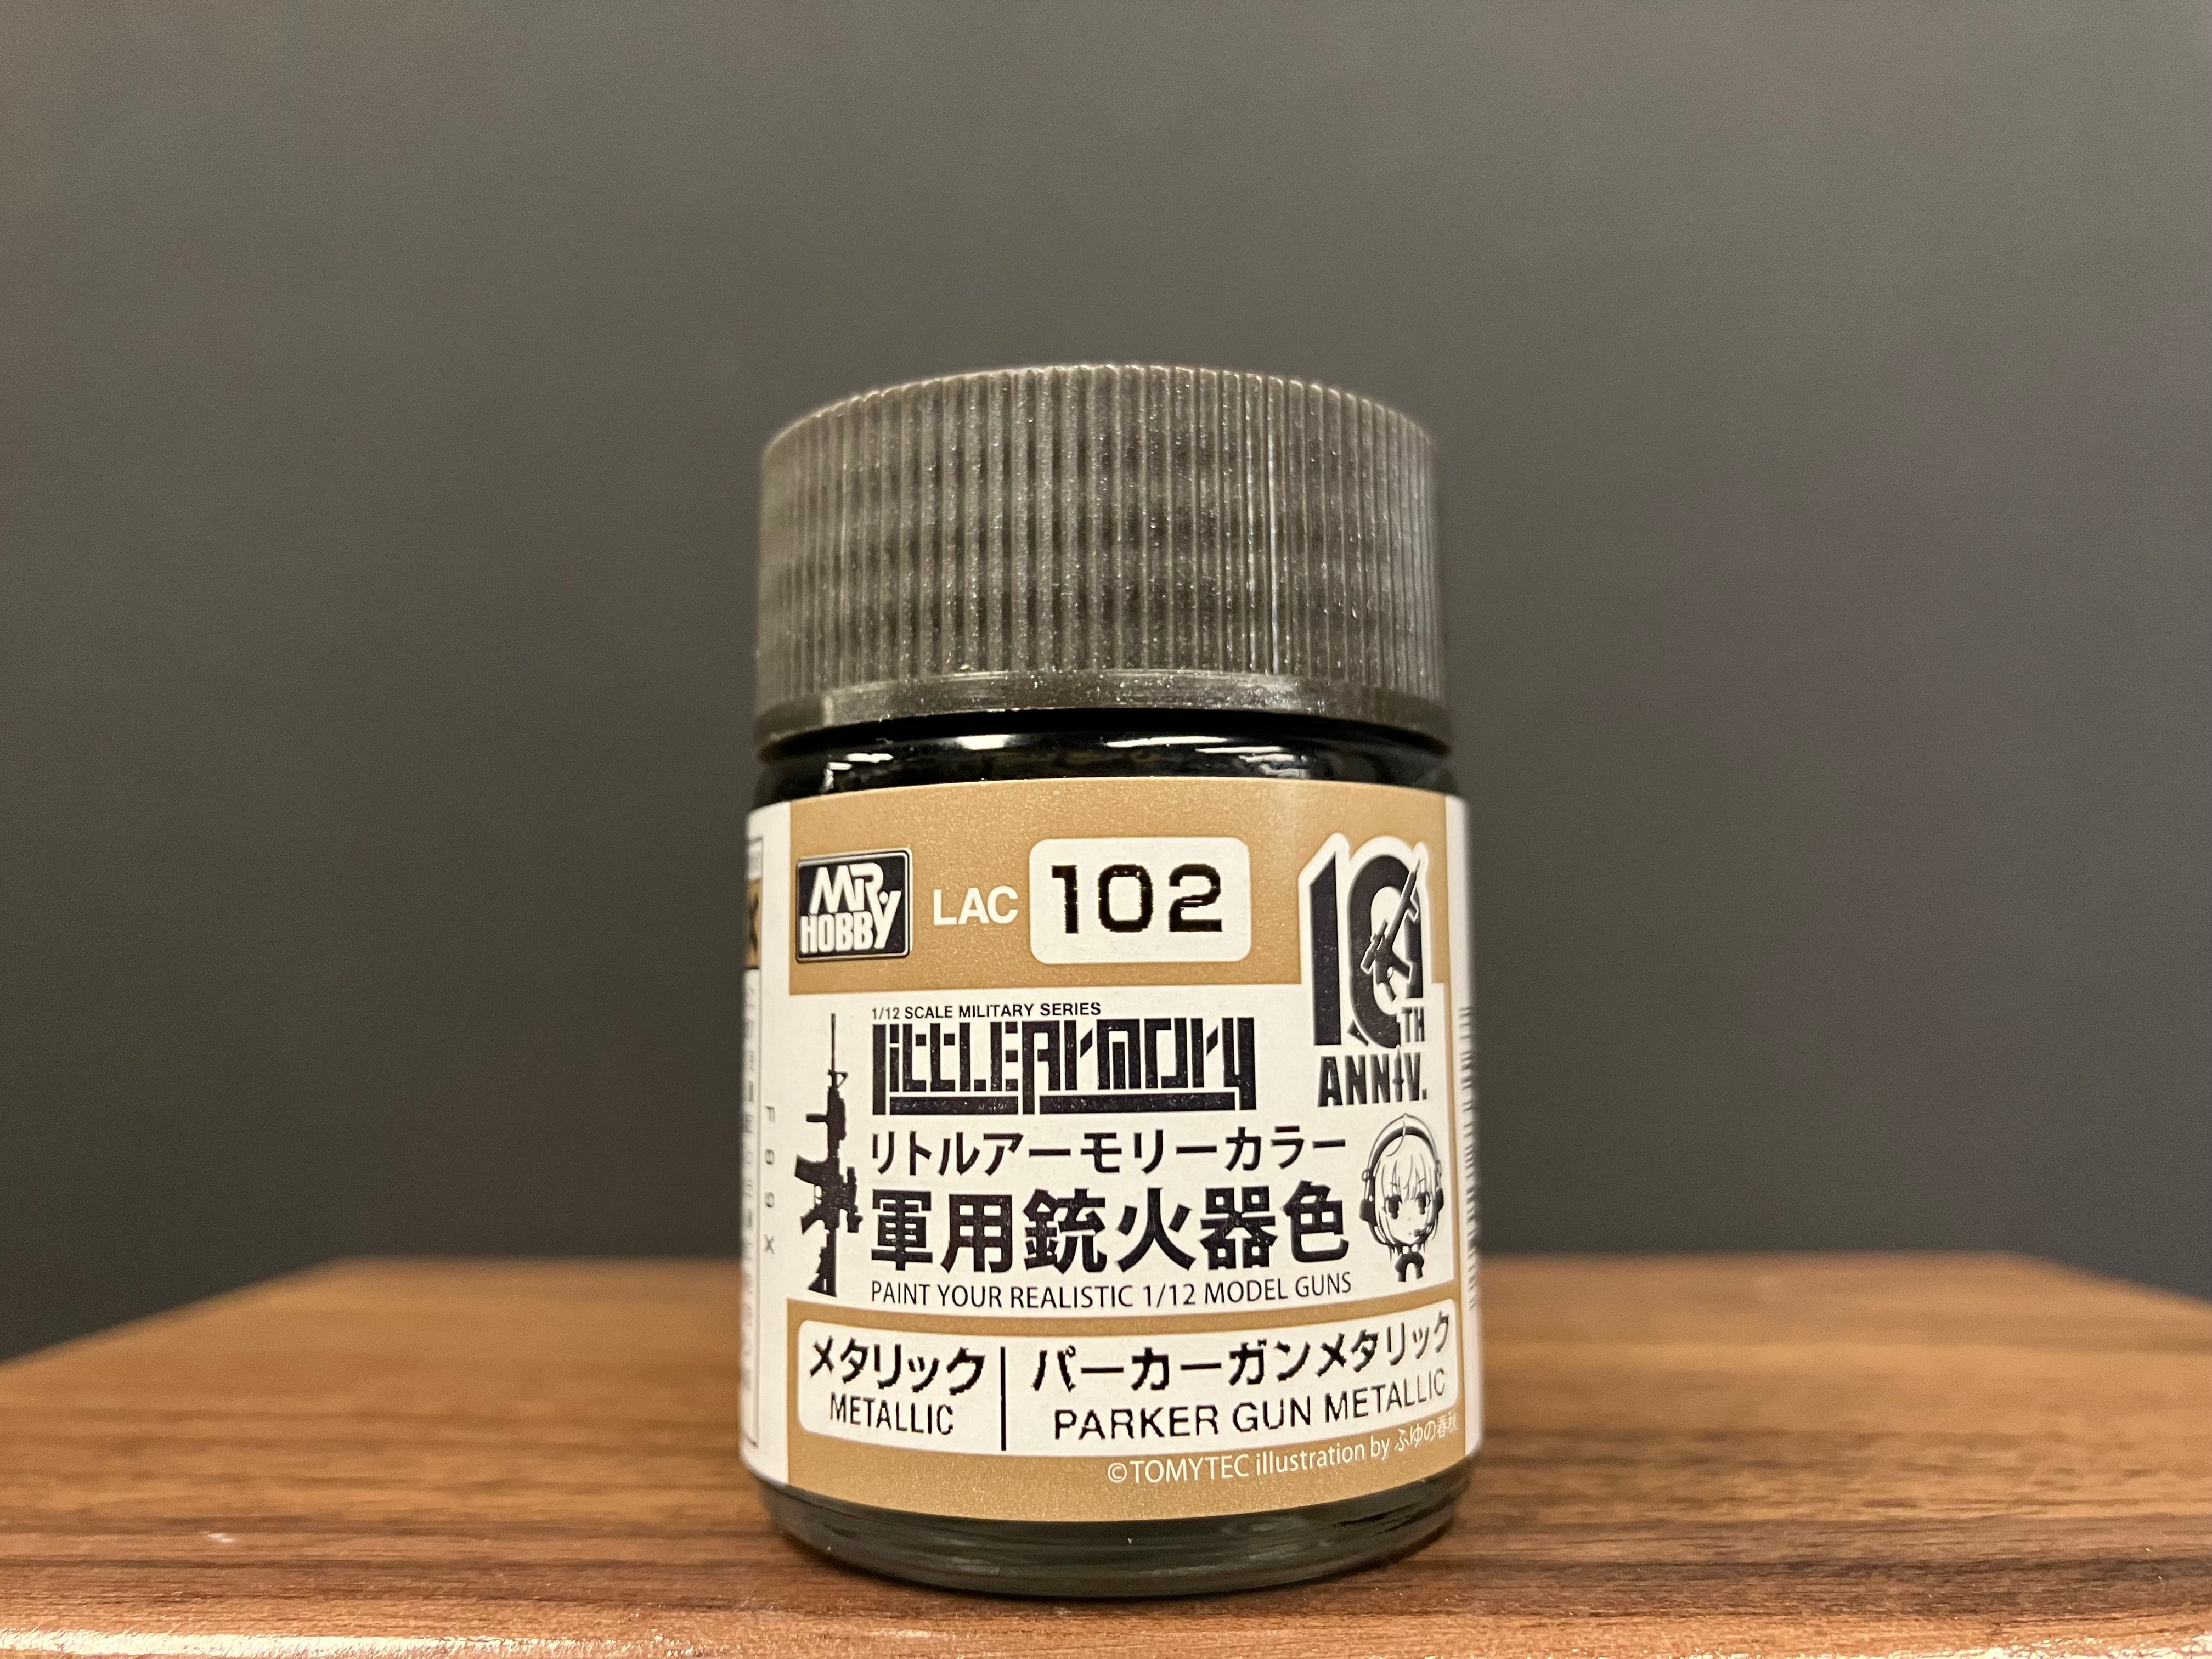 MR HOBBY
LAC 102
10TH
ANNIV.
1/12 SCALE MILITARY SERIES
LITTLEARMORY
リトルアーモリーカラー
軍用銃火器色
PAINT YOUR REALISTIC 1/12 MODEL GUNS
メタリック
METALLIC
パーカーガンメタリック
PARKER GUN METALLIC
©TOMYTEC illustration by ふゆの春秋